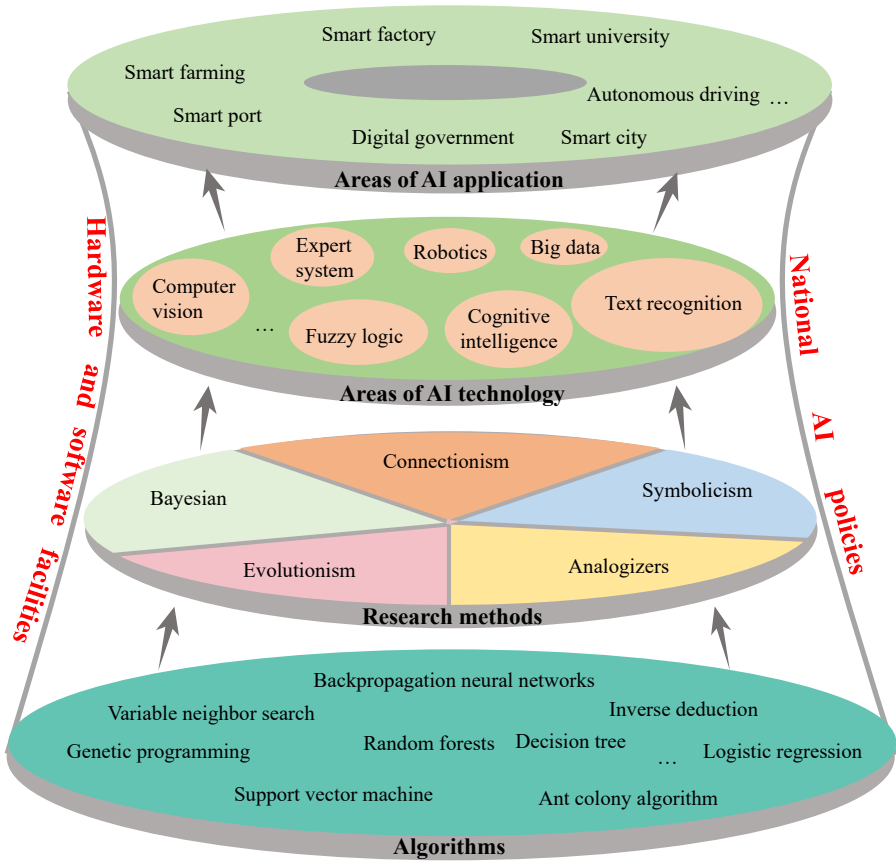 Smart factory
Smart university
Smart farming
Autonomous driving ...
Smart port
Digital government
Smart city
Areas of AI application
Hardware and software facilities
National AI policies
Expert
system
Robotics
Big data
Computer
vision
Text recognition
...
Fuzzy logic
Cognitive
intelligence
Areas of AI technology
Connectionism
Bayesian
Symbolicism
Evolutionism
Analogizers
Research methods
Backpropagation neural networks
Variable neighbor search
Inverse deduction
Genetic programming
Random forests
Decision tree
...
Logistic regression
Support vector machine
Ant colony algorithm
Algorithms